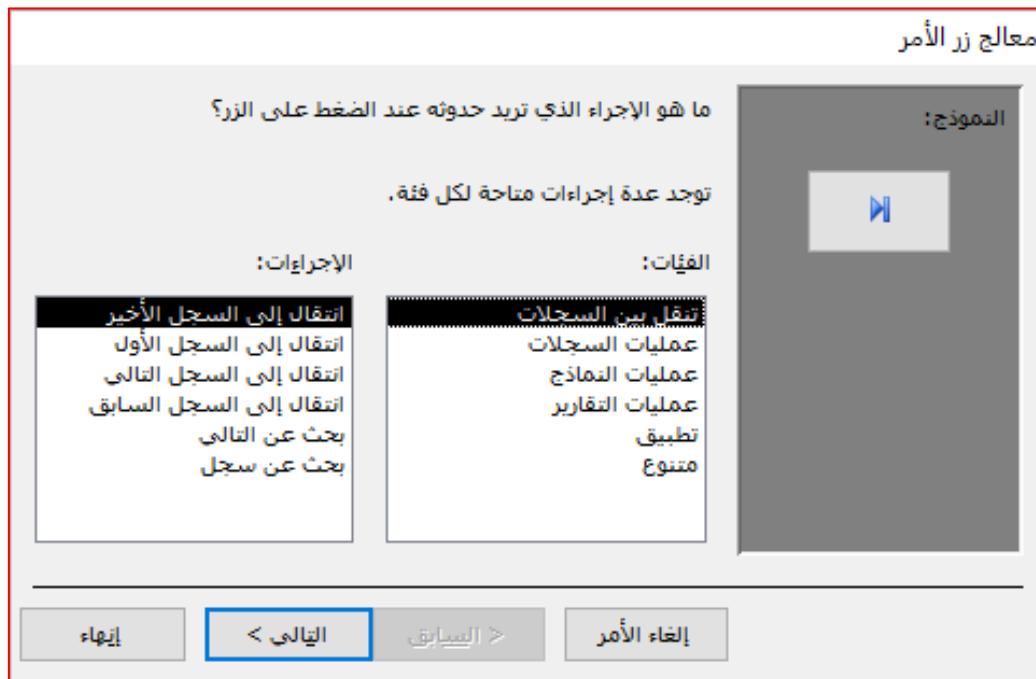 معالج زر الأمر
النموذج:
ما هو الإجراء الذي تريد حدوثه عند الضغط على الزر؟
توجد عدة إجراءات متاحة لكل فئة.
الفئات:
تنقل بين السجلات
عمليات السجلات
عمليات النماذج
عمليات التقارير
تطبيق
متنوع
الإجراءات:
انتقال إلى السجل الأخير
انتقال إلى السجل الأول
انتقال إلى السجل التالي
انتقال إلى السجل السابق
بحث عن التالي
بحث عن سجل
إلغاء الأمر
< السابق
التالي >
إنهاء